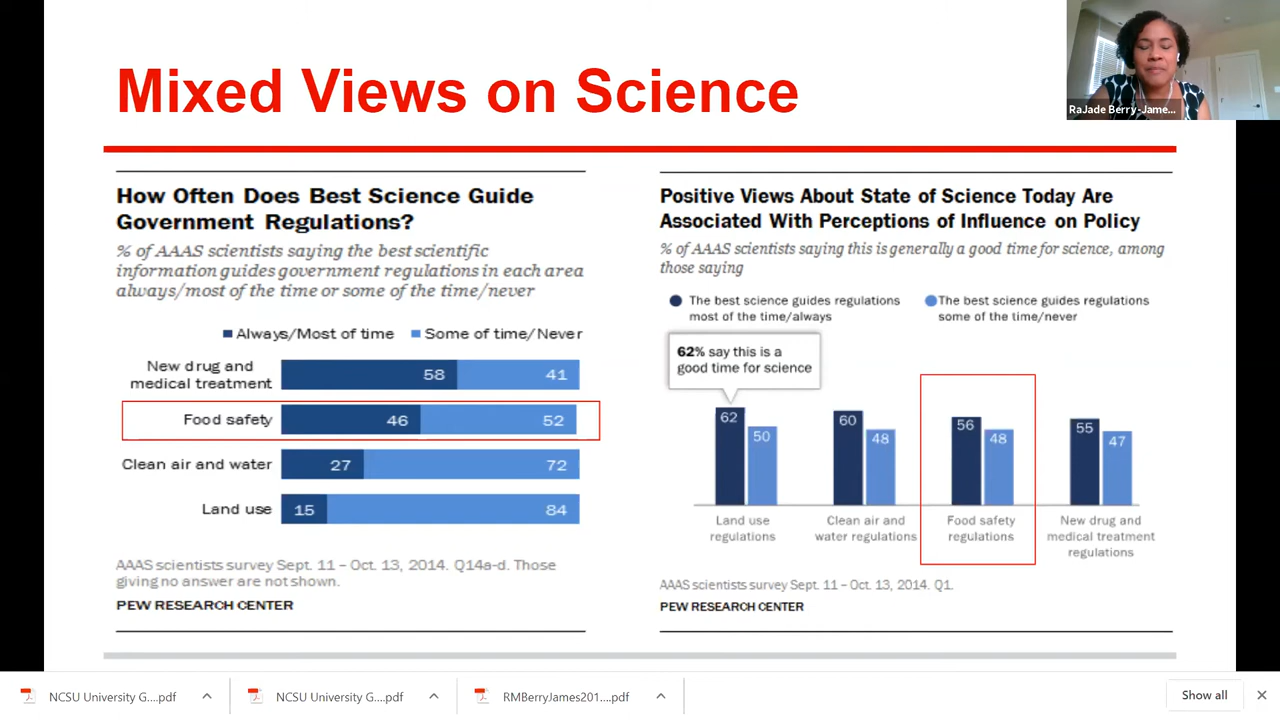 Mixed Views on Science
RaJade Berry-Jame...
How Often Does Best Science Guide
Government Regulations?
% of AAAS scientists saying the best scientific
information guides government regulations in each area
always/most of the time or some of the time/never
Always/Most of time Some of time/Never
New drug and
medical treatment
58 41
Food safety 46 52
Clean air and water 27 72
Land use 15 84
AAAS scientists survey Sept. 11 – Oct. 13, 2014. Q14a-d. Those
giving no answer are not shown.
PEW RESEARCH CENTER
Positive Views About State of Science Today Are
Associated With Perceptions of Influence on Policy
% of AAAS scientists saying this is generally a good time for science, among
those saying
The best science guides regulations
most of the time/always
The best science guides regulations
some of the time/never
62% say this is a
good time for science
62 50 60 48 56 48 55 47
Land use
regulations
Clean air and
water regulations
Food safety
regulations
New drug and
medical treatment
regulations
AAAS scientists survey Sept. 11 – Oct. 13, 2014. Q1.
PEW RESEARCH CENTER
NCSU University G....pdf
NCSU University G....pdf
RMBerryJames201....pdf
Show all